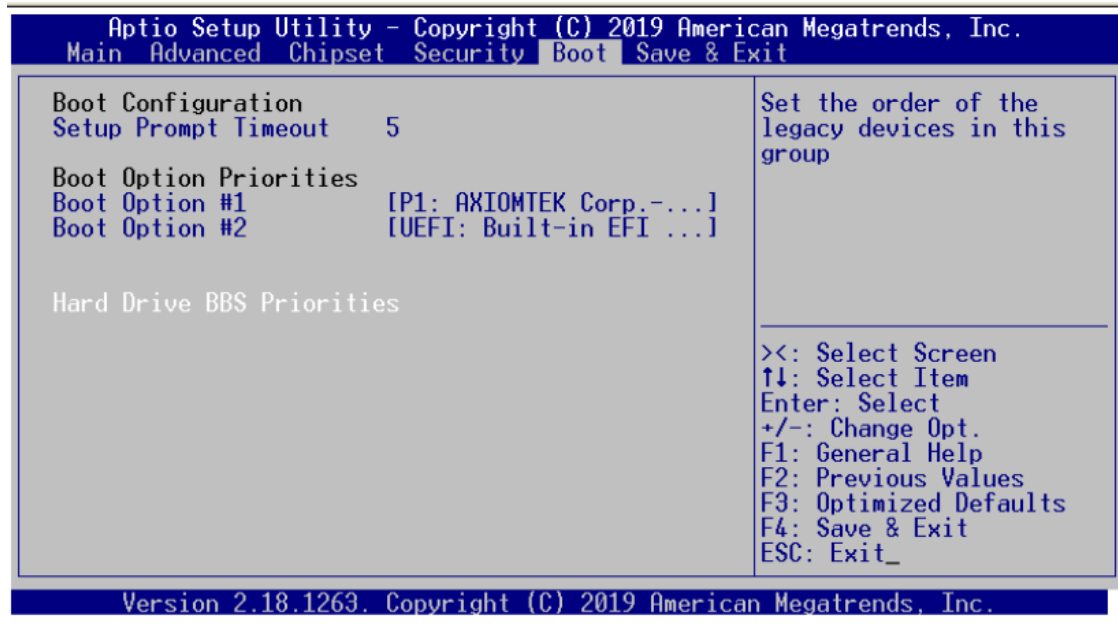 Aptio Setup Utility - Copyright (C) 2019 American Megatrends, Inc.
Main Advanced Chipset Security Boot Save & Exit
Boot Configuration
Setup Prompt Timeout 5
Boot Option Priorities
Boot Option #1 [P1: AXIOMTEK Corp.-...]
Boot Option #2 [UEFI: Built-in EFI ...]
Hard Drive BBS Priorities
Set the order of the
legacy devices in this
group
><: Select Screen
↑↓: Select Item
Enter: Select
+/-: Change Opt.
F1: General Help
F2: Previous Values
F3: Optimized Defaults
F4: Save & Exit
ESC: Exit_
Version 2.18.1263. Copyright (C) 2019 American Megatrends, Inc.